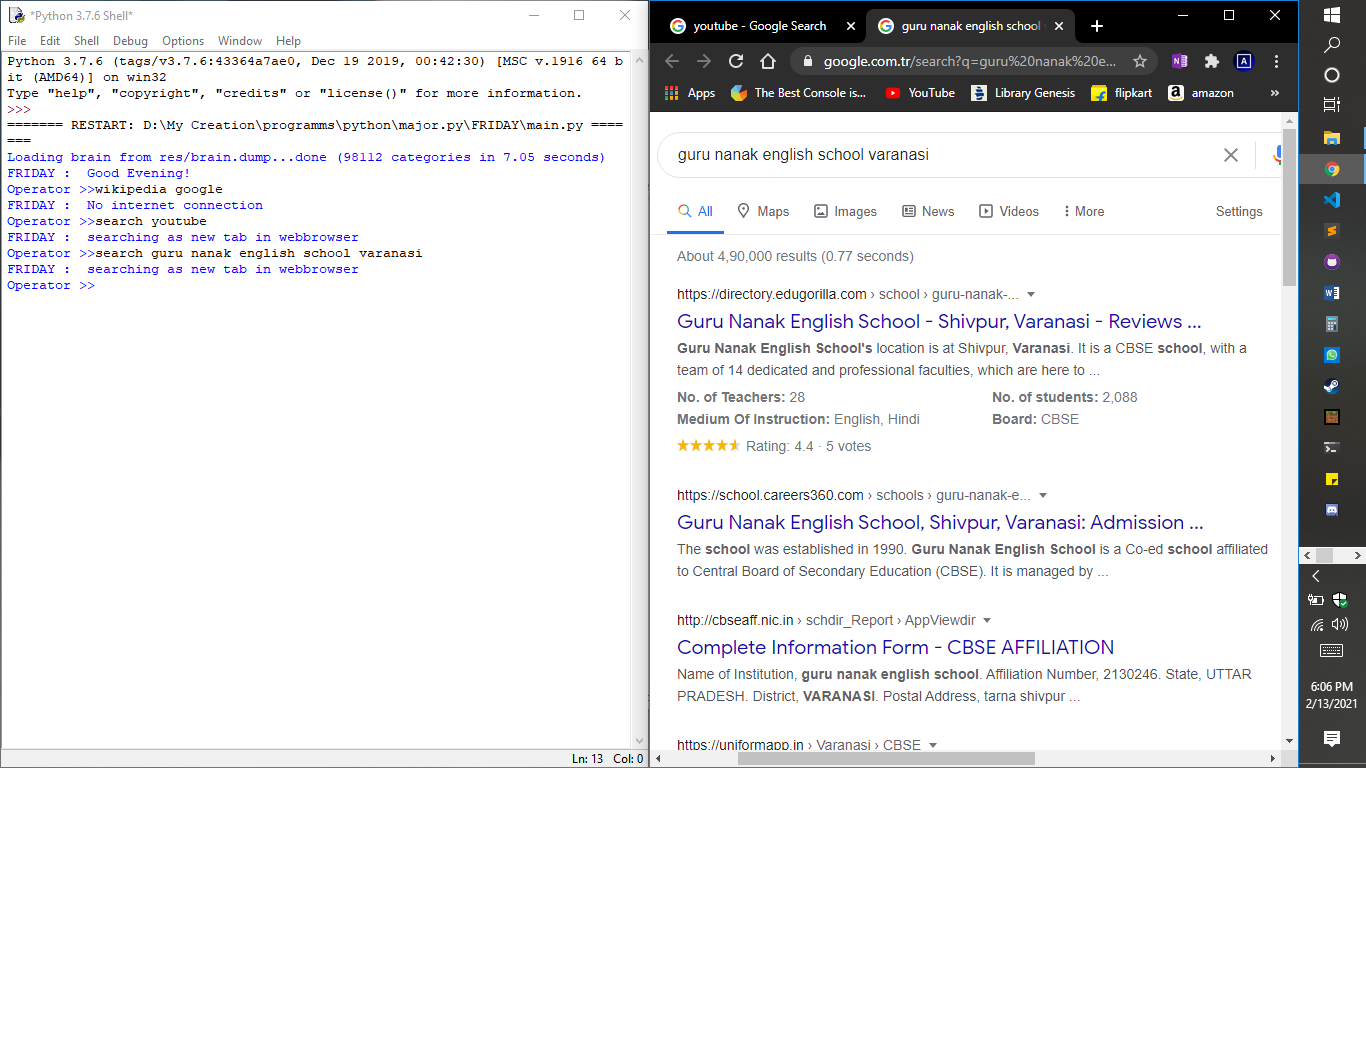 *Python 3.7.6 Shell*
File Edit Shell Debug Options Window Help
Python 3.7.6 (tags/v3.7.6:43364a7ae0, Dec 19 2019, 00:42:30) [MSC v.1916 64 b
it (AMD64)] on win32
Type "help", "copyright", "credits" or "license()" for more information.
>>>
======= RESTART: D:\My Creation\programms\python\major.py\FRIDAY\main.py ====
===
Loading brain from res/brain.dump...done (98112 categories in 7.05 seconds)
FRIDAY :  Good Evening!
Operator >>wikipedia google
FRIDAY :  No internet connection
Operator >>search youtube
FRIDAY :  searching as new tab in webbrowser
Operator >>search guru nanak english school varanasi
FRIDAY :  searching as new tab in webbrowser
Operator >>
Ln: 13 Col: 0
youtube - Google Search
guru nanak english school
google.com.tr/search?q=guru%20nanak%20e...
Apps The Best Console is... YouTube Library Genesis flipkart amazon »
guru nanak english school varanasi
All Maps Images News Videos More Settings
About 4,90,000 results (0.77 seconds)
https://directory.edugorilla.com › school › guru-nanak-...
Guru Nanak English School - Shivpur, Varanasi - Reviews ...
Guru Nanak English School's location is at Shivpur, Varanasi. It is a CBSE school, with a
team of 14 dedicated and professional faculties, which are here to ...
No. of Teachers: 28 No. of students: 2,088
Medium Of Instruction: English, Hindi Board: CBSE
Rating: 4.4 · 5 votes
https://school.careers360.com › schools › guru-nanak-e...
Guru Nanak English School, Shivpur, Varanasi: Admission ...
The school was established in 1990. Guru Nanak English School is a Co-ed school affiliated
to Central Board of Secondary Education (CBSE). It is managed by ...
http://cbseaff.nic.in › schdir_Report › AppViewdir
Complete Information Form - CBSE AFFILIATION
Name of Institution, guru nanak english school. Affiliation Number, 2130246. State, UTTAR
PRADESH. District, VARANASI. Postal Address, tarna shivpur ...
https://uniformapp.in › Varanasi › CBSE
6:06 PM
2/13/2021